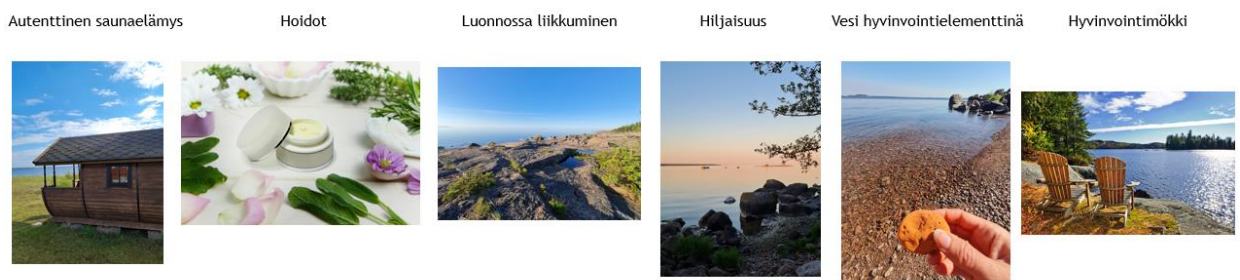 Autenttinen saunaelämys
Hoidot
Luonnossa liikkuminen
Hiljaisuus
Vesi hyvinvointielementtinä
Hyvinvointimökki